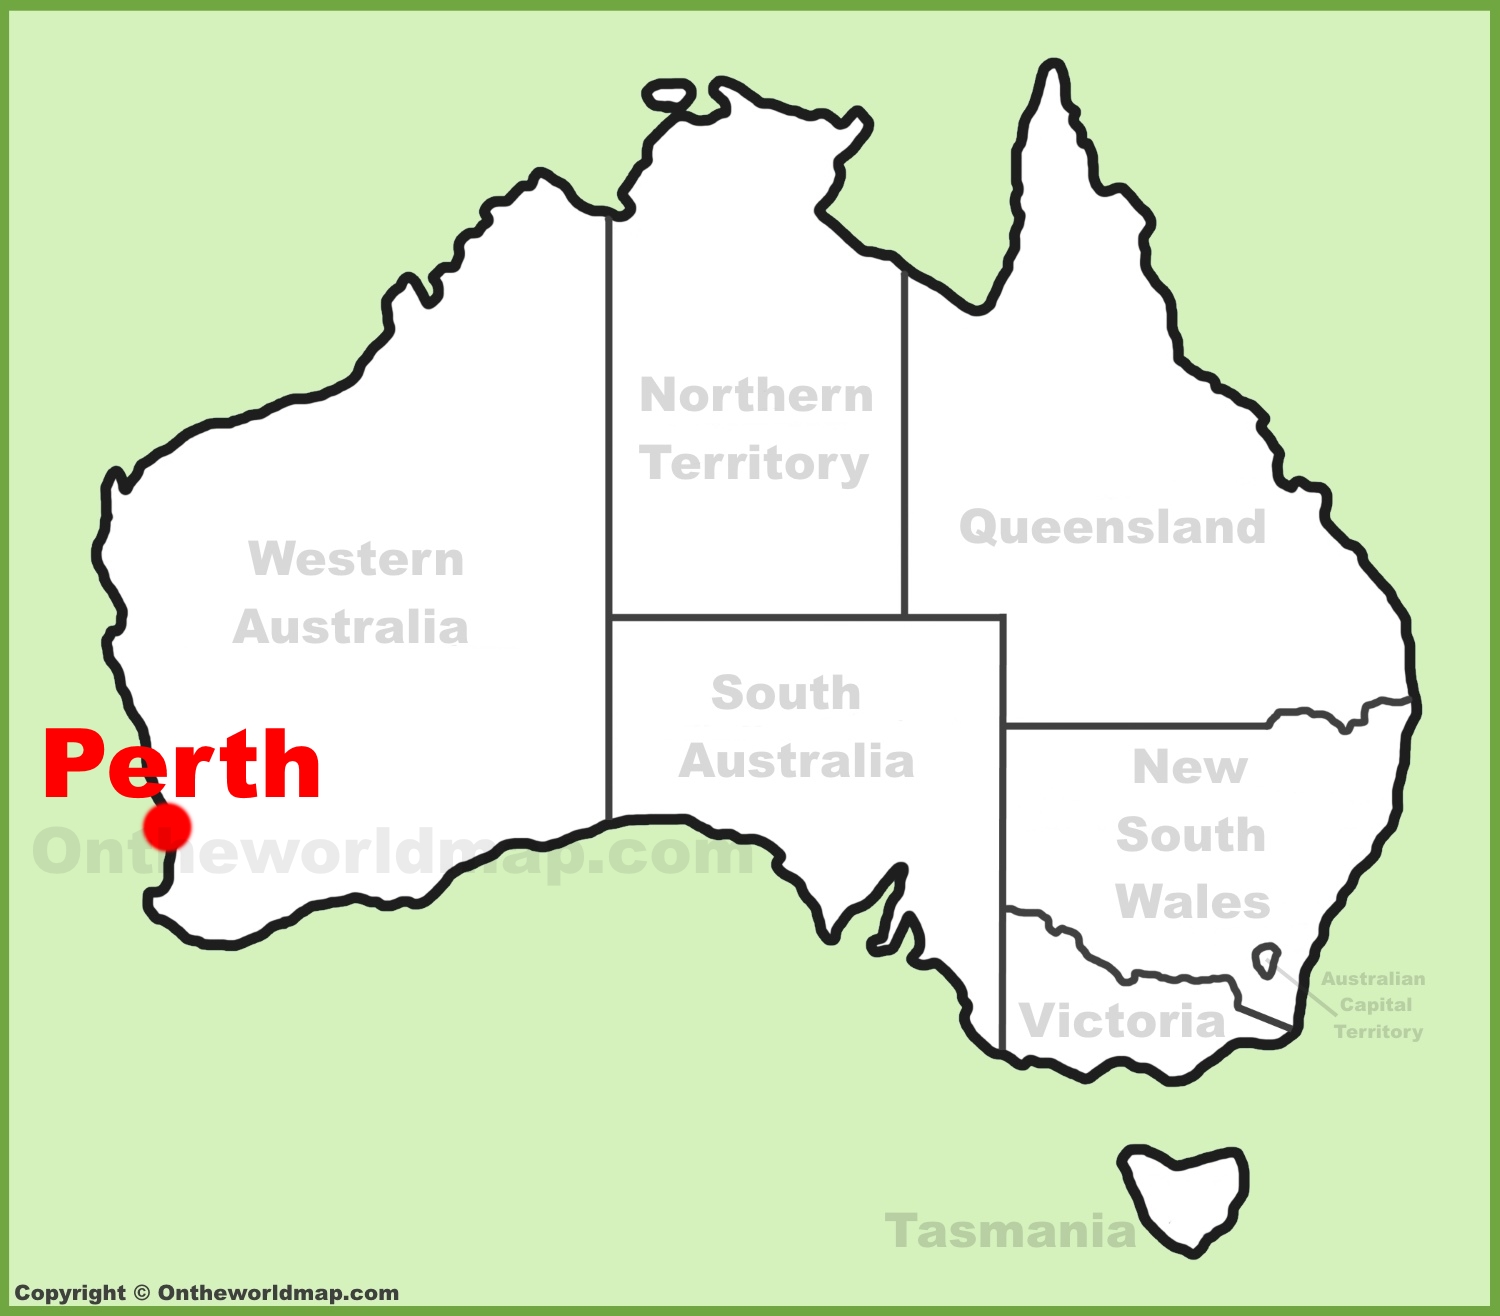 Northern
Territory
Queensland
Western
Australia
South
Australia
Perth
New
South
Wales
Ontheworldmap.com
Australian
Capital
Territory
Victoria
Tasmania
Copyright © Ontheworldmap.com